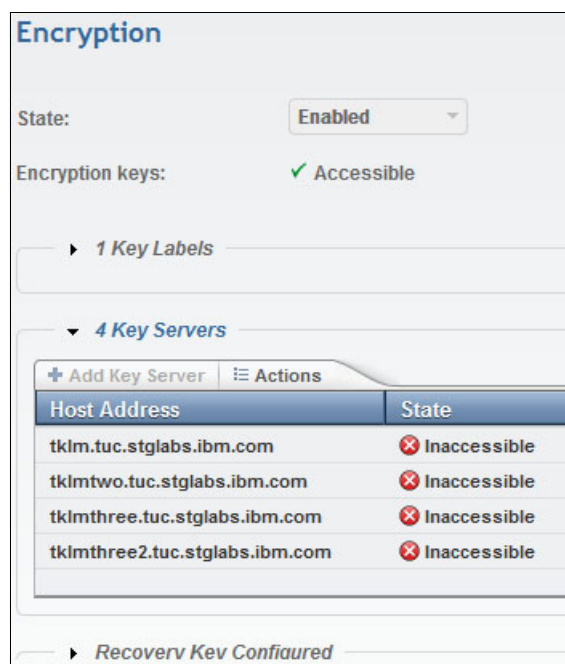 Encryption
State: Enabled
Encryption keys: Accessible
1 Key Labels
4 Key Servers
Add Key Server Actions
Host Address State
tklm.tuc.stglabs.ibm.com Inaccessible
tklmtwo.tuc.stglabs.ibm.com Inaccessible
tklmthree.tuc.stglabs.ibm.com Inaccessible
tklmthree2.tuc.stglabs.ibm.com Inaccessible
Recovery Key Configured